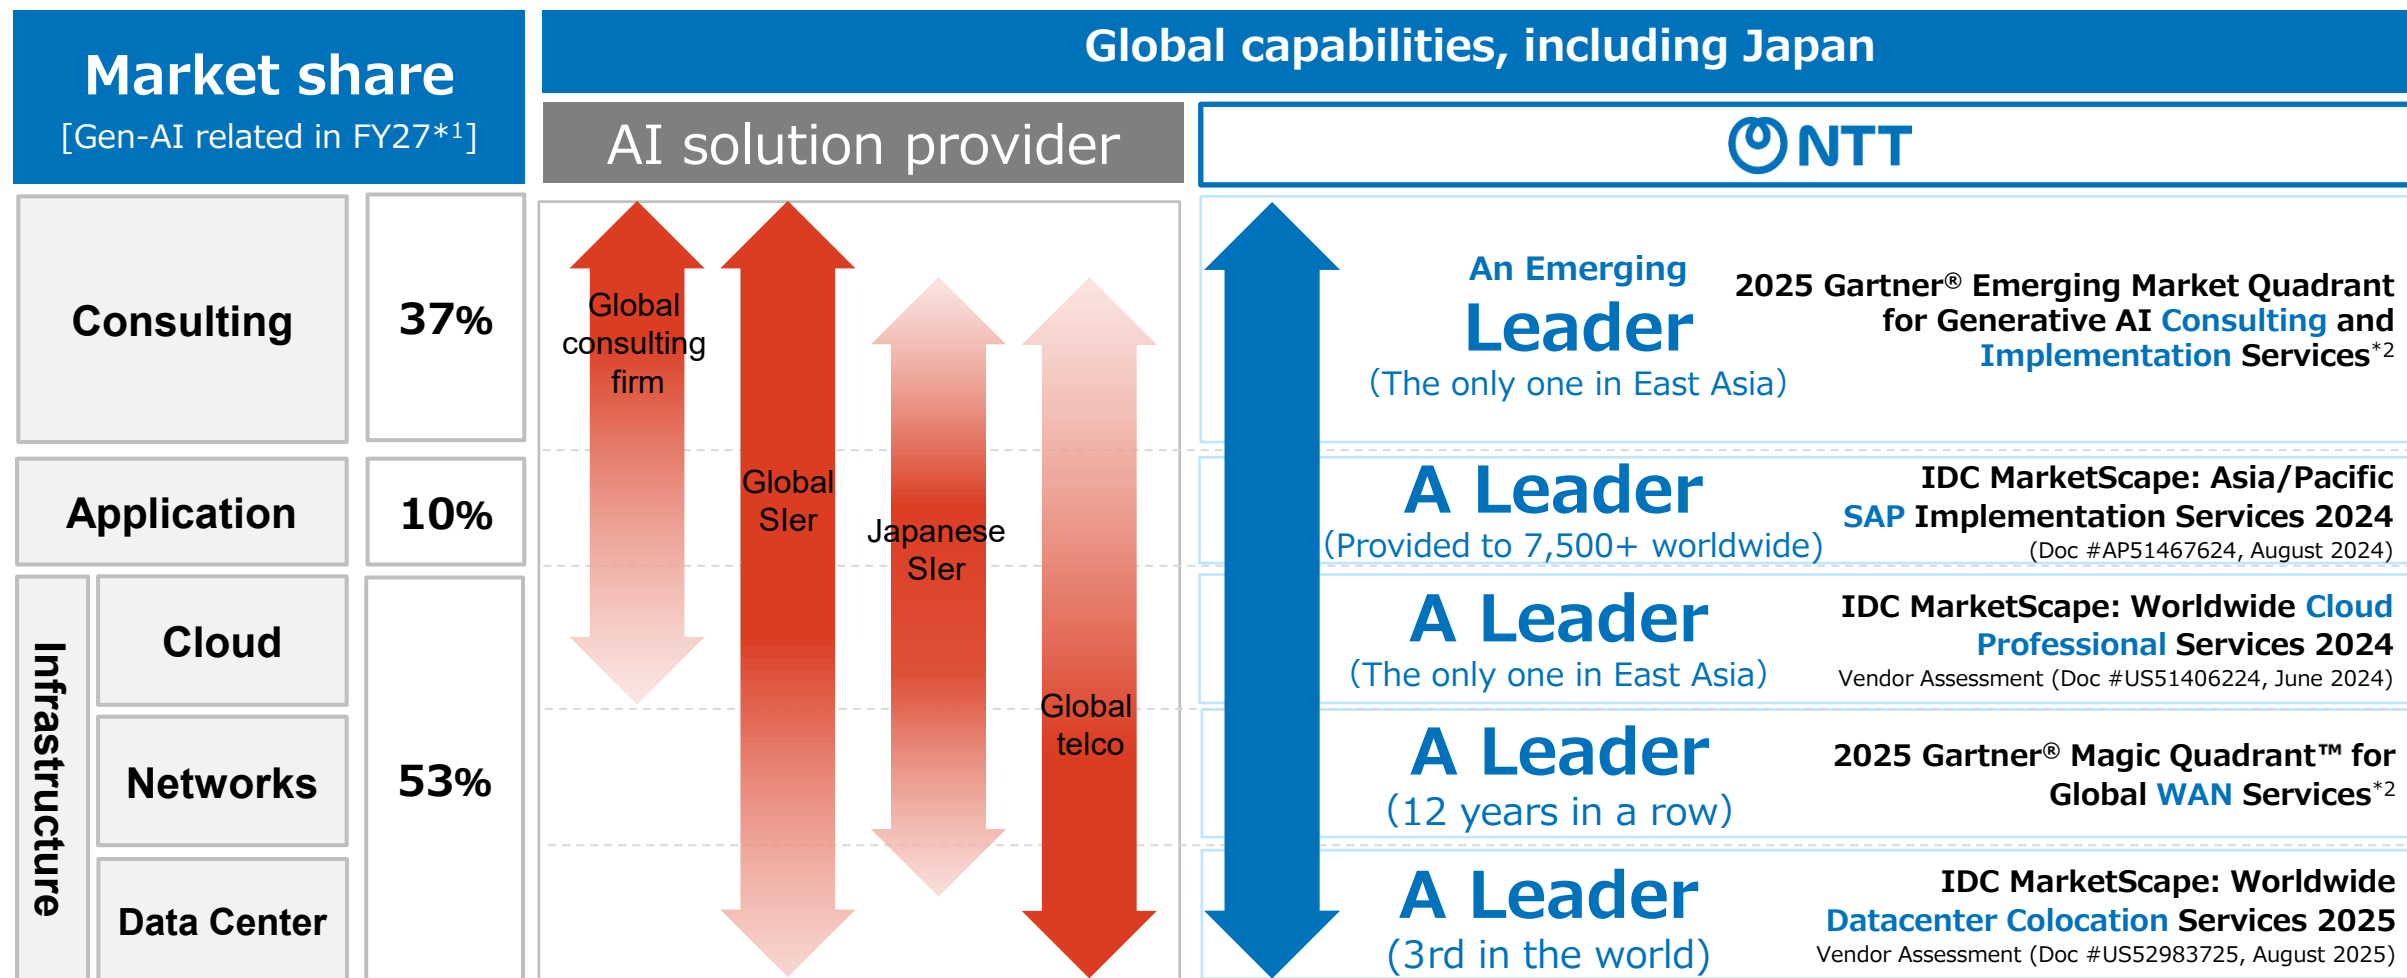 Market share
[Gen-AI related in FY27*1]
Global capabilities, including Japan
AI solution provider
NTT
Consulting
37%
Application
10%
Infrastructure
Cloud
Networks
Data Center
53%
Global
consulting
firm
Global
SIer
Japanese
SIer
Global
telco
An Emerging
Leader
(The only one in East Asia)
2025 Gartner® Emerging Market Quadrant
for Generative AI Consulting and
Implementation Services*2
A Leader
(Provided to 7,500+ worldwide)
IDC MarketScape: Asia/Pacific
SAP Implementation Services 2024
(Doc #AP51467624, August 2024)
A Leader
(The only one in East Asia)
IDC MarketScape: Worldwide Cloud
Professional Services 2024
Vendor Assessment (Doc #US51406224, June 2024)
A Leader
(12 years in a row)
2025 Gartner® Magic Quadrant™ for
Global WAN Services*2
A Leader
(3rd in the world)
IDC MarketScape: Worldwide
Datacenter Colocation Services 2025
Vendor Assessment (Doc #US52983725, August 2025)